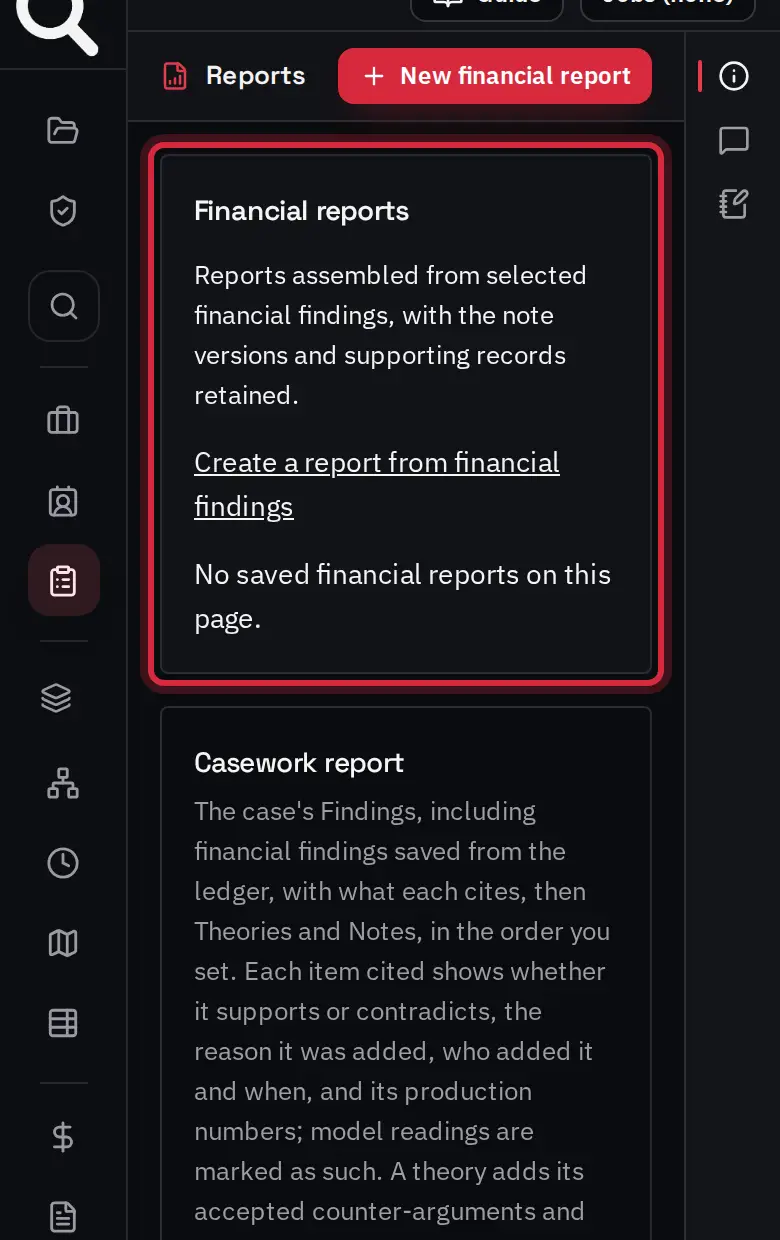 Guide
Jobs (none)
Reports
New financial report
Financial reports
Reports assembled from selected
financial findings, with the note
versions and supporting records
retained.
Create a report from financial
findings
No saved financial reports on this
page.
Casework report
The case's Findings, including
financial findings saved from the
ledger, with what each cites, then
Theories and Notes, in the order you
set. Each item cited shows whether
it supports or contradicts, the
reason it was added, who added it
and when, and its production
numbers; model readings are
marked as such. A theory adds its
accepted counter-arguments and